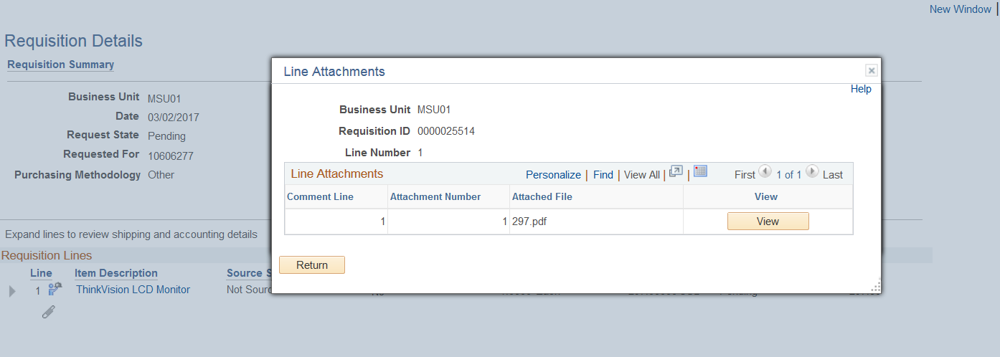 New Window |
Requisition Details
Requisition Summary
Business Unit MSU01
Date 03/02/2017
Request State Pending
Requested For 10606277
Purchasing Methodology Other
Expand lines to review shipping and accounting details
Requisition Lines
Line Item Description Source S
1 ThinkVision LCD Monitor Not Sourc
Line Attachments
Help
Business Unit MSU01
Requisition ID 0000025514
Line Number 1
Line Attachments Personalize | Find | View All | | First 1 of 1 Last
Comment Line Attachment Number Attached File View
1 1 297.pdf View
Return